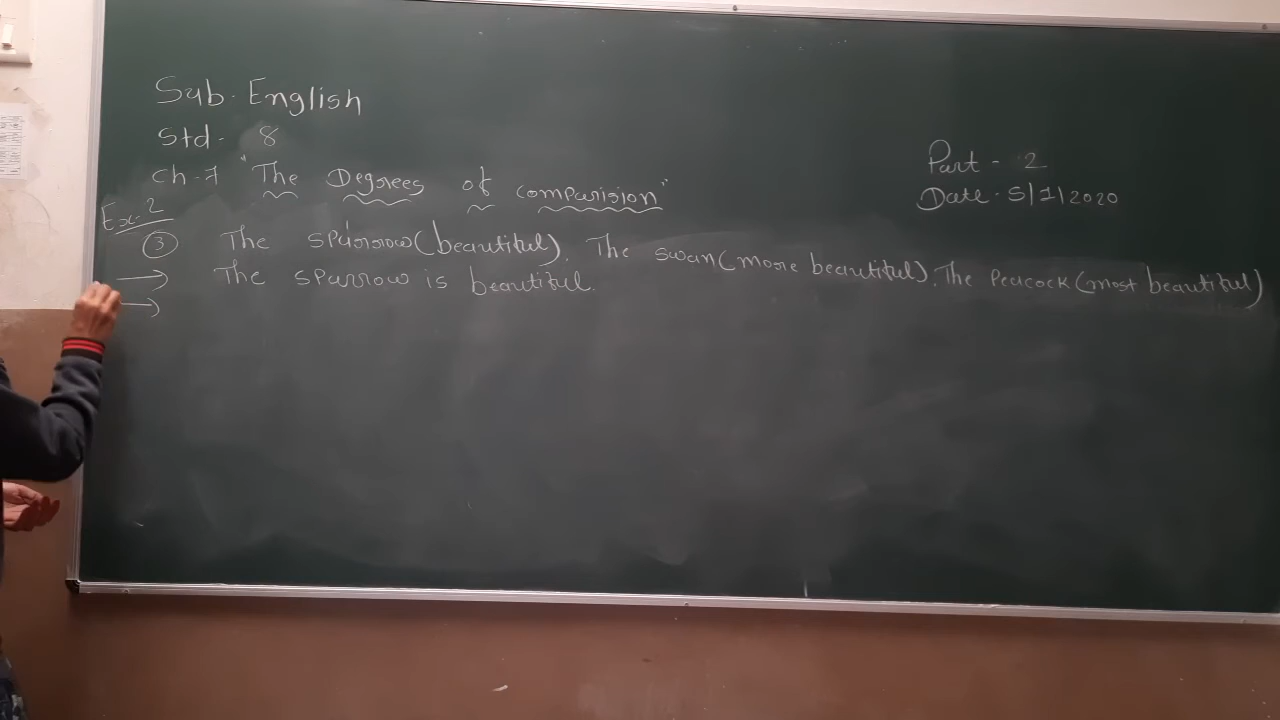 Sub. English
Std- 8
Ch-7 "The Degrees of comparision"
Part - 2
Date. 5/1/2020
Ex.2
③ The sparrow(beautiful). The swan(more beautiful). The Peacock(most beautiful)
→ The sparrow is beautiful.
→